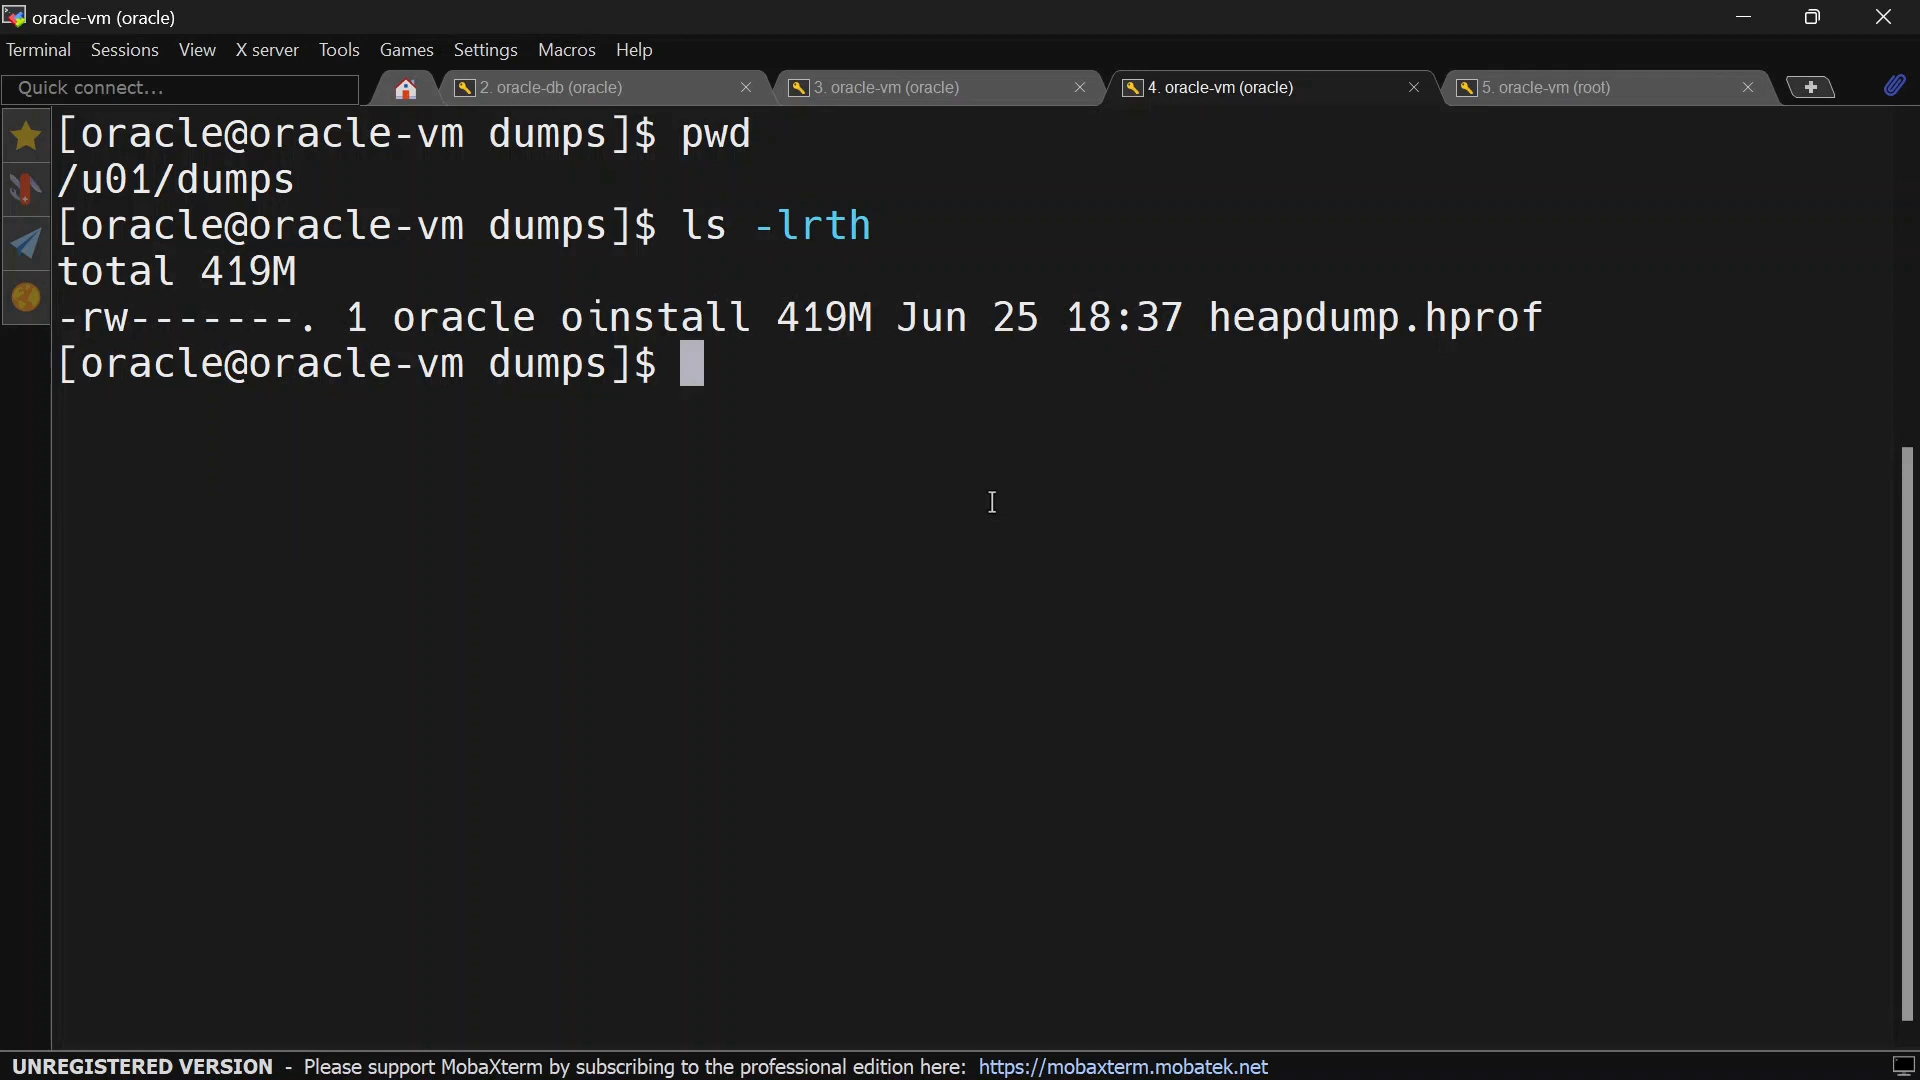 oracle-vm (oracle)
Terminal Sessions View X server Tools Games Settings Macros Help
Quick connect... 2. oracle-db (oracle) 3. oracle-vm (oracle) 4. oracle-vm (oracle) 5. oracle-vm (root)
[oracle@oracle-vm dumps]$ pwd
/u01/dumps
[oracle@oracle-vm dumps]$ ls -lrth
total 419M
-rw-------. 1 oracle oinstall 419M Jun 25 18:37 heapdump.hprof
[oracle@oracle-vm dumps]$
UNREGISTERED VERSION - Please support MobaXterm by subscribing to the professional edition here: https://mobaxterm.mobatek.net